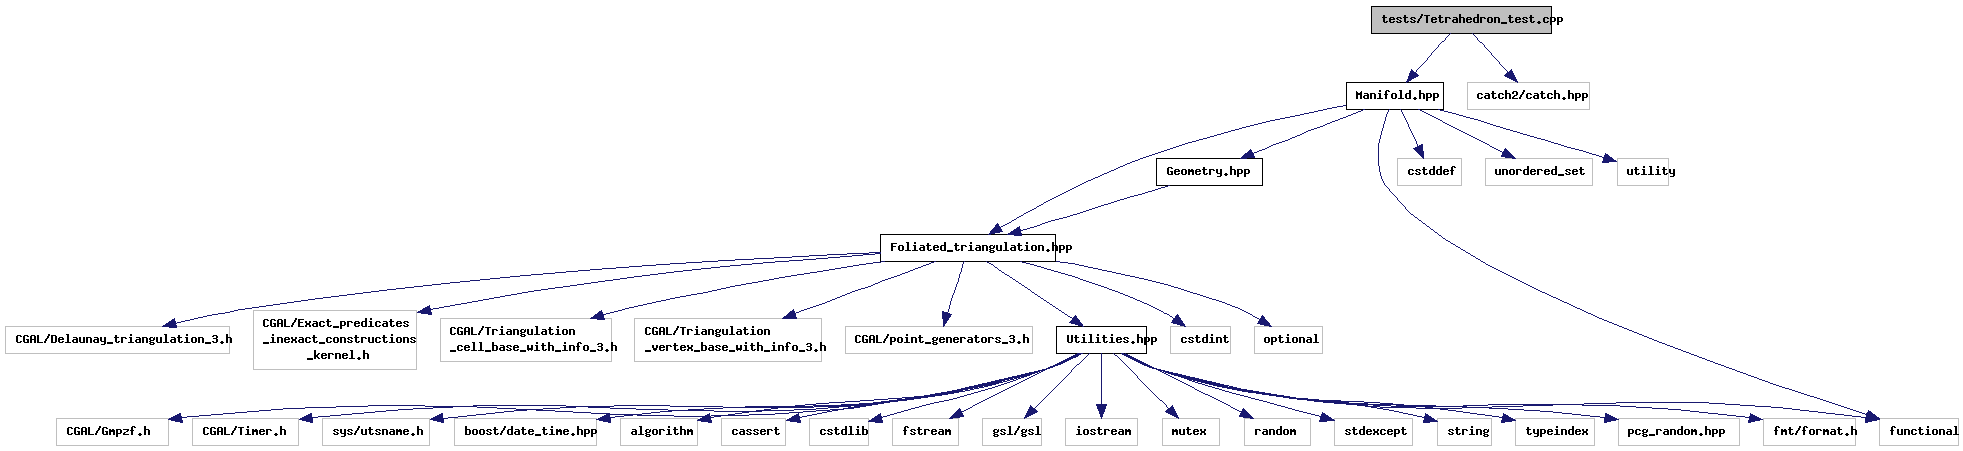 tests/Tetrahedron_test.cpp
Manifold.hpp
catch2/catch.hpp
Geometry.hpp
cstddef
unordered_set
utility
Foliated_triangulation.hpp
CGAL/Delaunay_triangulation_3.h
CGAL/Exact_predicates
_inexact_constructions
_kernel.h
CGAL/Triangulation
_cell_base_with_info_3.h
CGAL/Triangulation
_vertex_base_with_info_3.h
CGAL/point_generators_3.h
Utilities.hpp
cstdint
optional
CGAL/Gmpzf.h
CGAL/Timer.h
sys/utsname.h
boost/date_time.hpp
algorithm
cassert
cstdlib
fstream
gsl/gsl
iostream
mutex
random
stdexcept
string
typeindex
pcg_random.hpp
fmt/format.h
functional